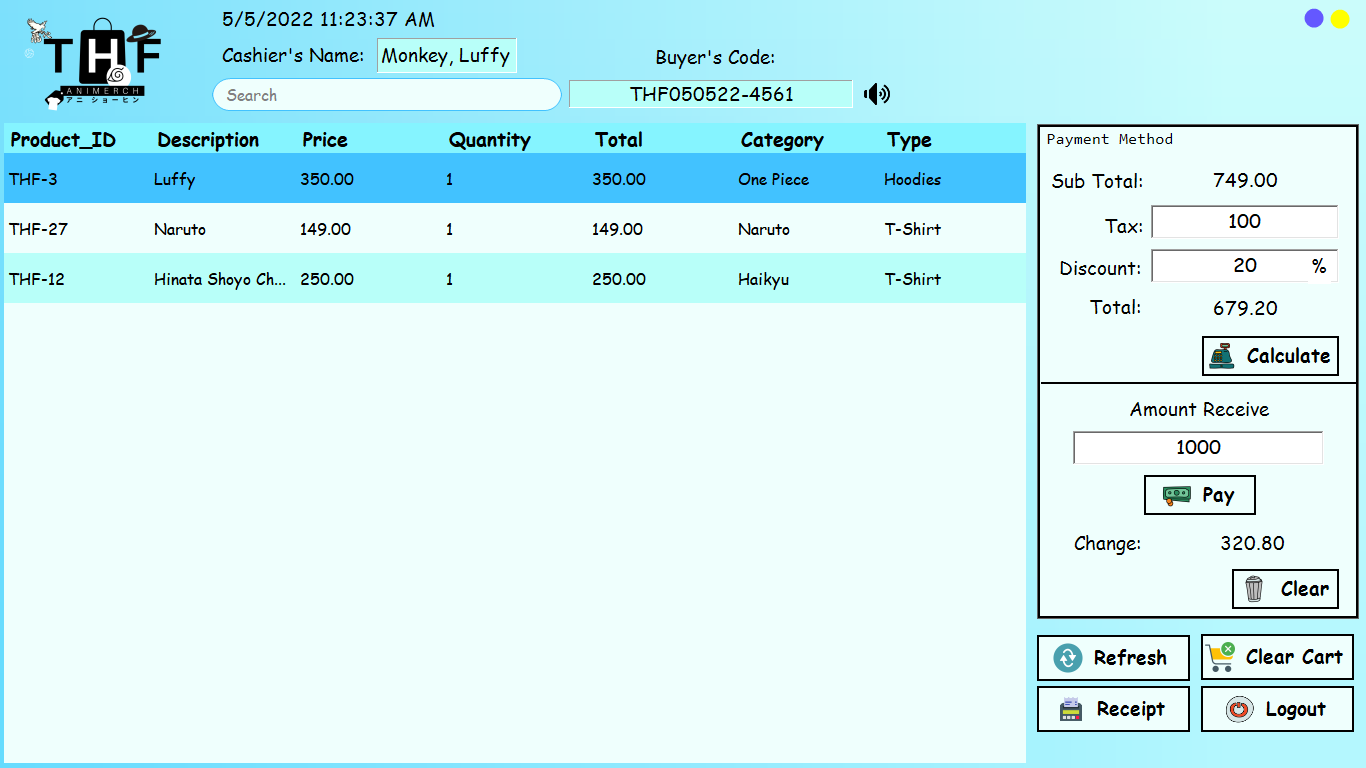 THF
ANIMERCH
アニ ショーヒン
5/5/2022 11:23:37 AM
Cashier's Name: Monkey, Luffy
Buyer's Code:
Search
THF050522-4561
Product_ID Description Price Quantity Total Category Type
THF-3 Luffy 350.00 1 350.00 One Piece Hoodies
THF-27 Naruto 149.00 1 149.00 Naruto T-Shirt
THF-12 Hinata Shoyo Ch... 250.00 1 250.00 Haikyu T-Shirt
Payment Method
Sub Total: 749.00
Tax: 100
Discount: 20 %
Total: 679.20
Calculate
Amount Receive
1000
Pay
Change: 320.80
Clear
Refresh
Clear Cart
Receipt
Logout